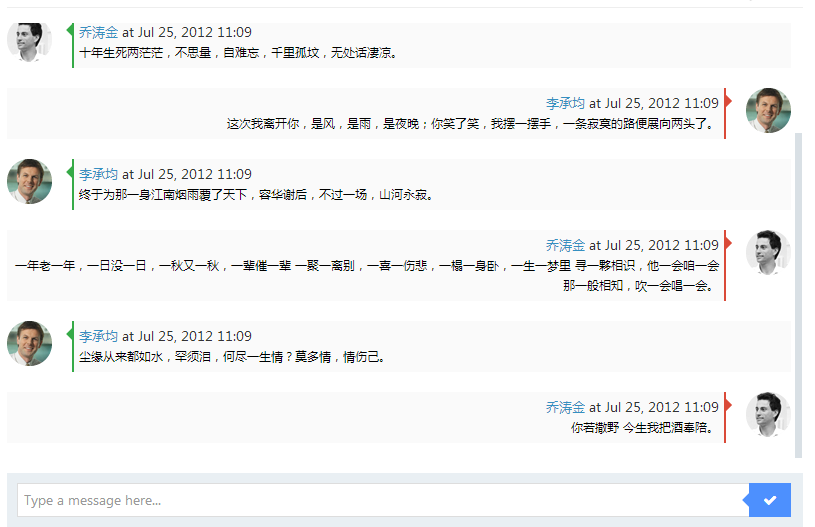 乔涛金 at Jul 25, 2012 11:09
十年生死两茫茫，不思量，自难忘，千里孤坟，无处话凄凉。
李承均 at Jul 25, 2012 11:09
这次我离开你，是风，是雨，是夜晚；你笑了笑，我摆一摆手，一条寂寞的路便展向两头了。
李承均 at Jul 25, 2012 11:09
终于为那一身江南烟雨覆了天下，容华谢后，不过一场，山河永寂。
乔涛金 at Jul 25, 2012 11:09
一年老一年，一日没一日，一秋又一秋，一辈催一辈 一聚一离别，一喜一伤悲，一榻一身卧，一生一梦里 寻一夥相识，他一会咱一会
那一般相知，吹一会唱一会。
李承均 at Jul 25, 2012 11:09
尘缘从来都如水，罕须泪，何尽一生情？莫多情，情伤己。
乔涛金 at Jul 25, 2012 11:09
你若撒野 今生我把酒奉陪。
Type a message here...